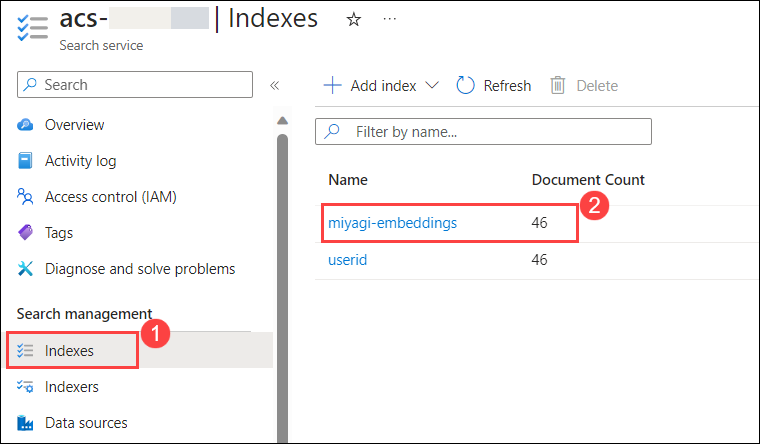 acs- | Indexes
Search service
Search
Overview
Activity log
Access control (IAM)
Tags
Diagnose and solve problems
Search management
1
Indexes
Indexers
Data sources
Add index
Refresh
Delete
Filter by name...
Name Document Count
2
miyagi-embeddings 46
userid 46